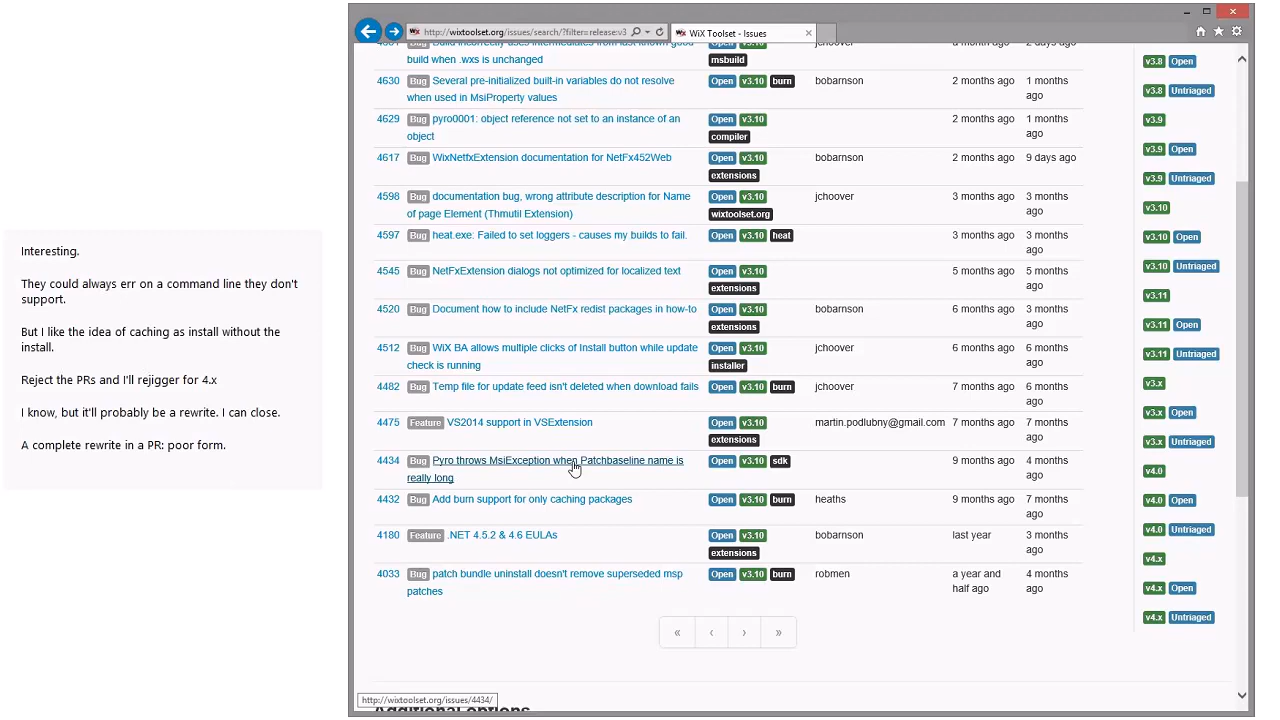 Interesting.
They could always err on a command line they don't
support.
But I like the idea of caching as install without the
install.
Reject the PRs and I'll rejigger for 4.x
I know, but it'll probably be a rewrite. I can close.
A complete rewrite in a PR: poor form.
http://wixtoolset.org/issues/search/?filter=release:v3
WiX Toolset - Issues
build when .wxs is unchanged
msbuild
4630 Bug Several pre-initialized built-in variables do not resolve Open v3.10 burn bobarnson 2 months ago 1 months
when used in MsiProperty values ago
4629 Bug pyro0001: object reference not set to an instance of an Open v3.10 2 months ago 1 months
object compiler ago
4617 Bug WixNetfxExtension documentation for NetFx452Web Open v3.10 bobarnson 2 months ago 9 days ago
extensions
4598 Bug documentation bug, wrong attribute description for Name Open v3.10 jchoover 3 months ago 3 months
of page Element (Thmutil Extension) wixtoolset.org ago
4597 Bug heat.exe: Failed to set loggers - causes my builds to fail. Open v3.10 heat 3 months ago 3 months
ago
4545 Bug NetFxExtension dialogs not optimized for localized text Open v3.10 5 months ago 5 months
extensions ago
4520 Bug Document how to include NetFx redist packages in how-to Open v3.10 bobarnson 6 months ago 3 months
extensions ago
4512 Bug WiX BA allows multiple clicks of Install button while update Open v3.10 jchoover 6 months ago 6 months
check is running installer ago
4482 Bug Temp file for update feed isn't deleted when download fails Open v3.10 burn jchoover 7 months ago 6 months
ago
4475 Feature VS2014 support in VSExtension Open v3.10 martin.podlubny@gmail.com 7 months ago 7 months
extensions ago
4434 Bug Pyro throws MsiException when Patchbaseline name is Open v3.10 sdk 9 months ago 4 months
really long ago
4432 Bug Add burn support for only caching packages Open v3.10 burn heaths 9 months ago 7 months
ago
4180 Feature .NET 4.5.2 & 4.6 EULAs Open v3.10 bobarnson last year 3 months
extensions ago
4033 Bug patch bundle uninstall doesn't remove superseded msp Open v3.10 burn robmen a year and 4 months
patches half ago ago
« ‹ › »
v3.8 Open
v3.8 Untriaged
v3.9
v3.9 Open
v3.9 Untriaged
v3.10
v3.10 Open
v3.10 Untriaged
v3.11
v3.11 Open
v3.11 Untriaged
v3.x
v3.x Open
v3.x Untriaged
v4.0
v4.0 Open
v4.0 Untriaged
v4.x
v4.x Open
v4.x Untriaged
http://wixtoolset.org/issues/4434/
Additional options